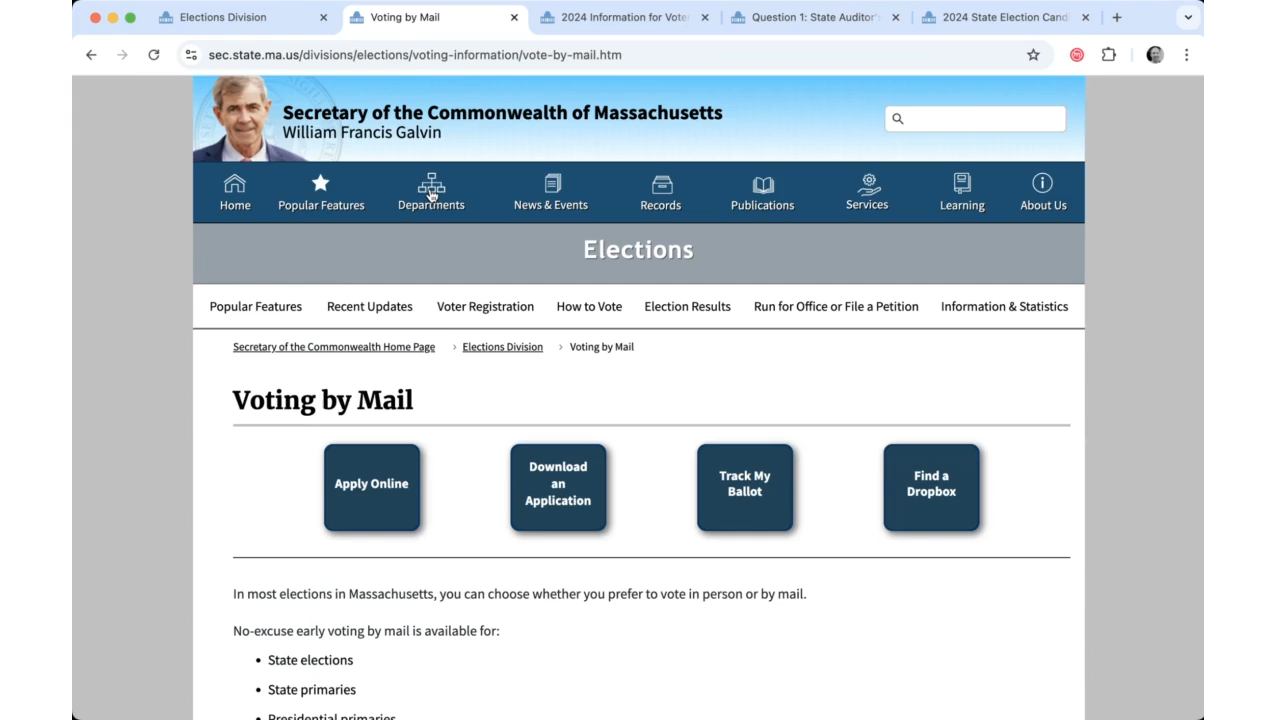 Elections Division
Voting by Mail
2024 Information for Voter
Question 1: State Auditor'
2024 State Election Candi
sec.state.ma.us/divisions/elections/voting-information/vote-by-mail.htm
Secretary of the Commonwealth of Massachusetts
William Francis Galvin
Home
Popular Features
Departments
News & Events
Records
Publications
Services
Learning
About Us
Elections
Popular Features
Recent Updates
Voter Registration
How to Vote
Election Results
Run for Office or File a Petition
Information & Statistics
Secretary of the Commonwealth Home Page > Elections Division > Voting by Mail
Voting by Mail
Apply Online
Download
an
Application
Track My
Ballot
Find a
Dropbox
In most elections in Massachusetts, you can choose whether you prefer to vote in person or by mail.
No-excuse early voting by mail is available for:
• State elections
• State primaries
• Presidential primaries